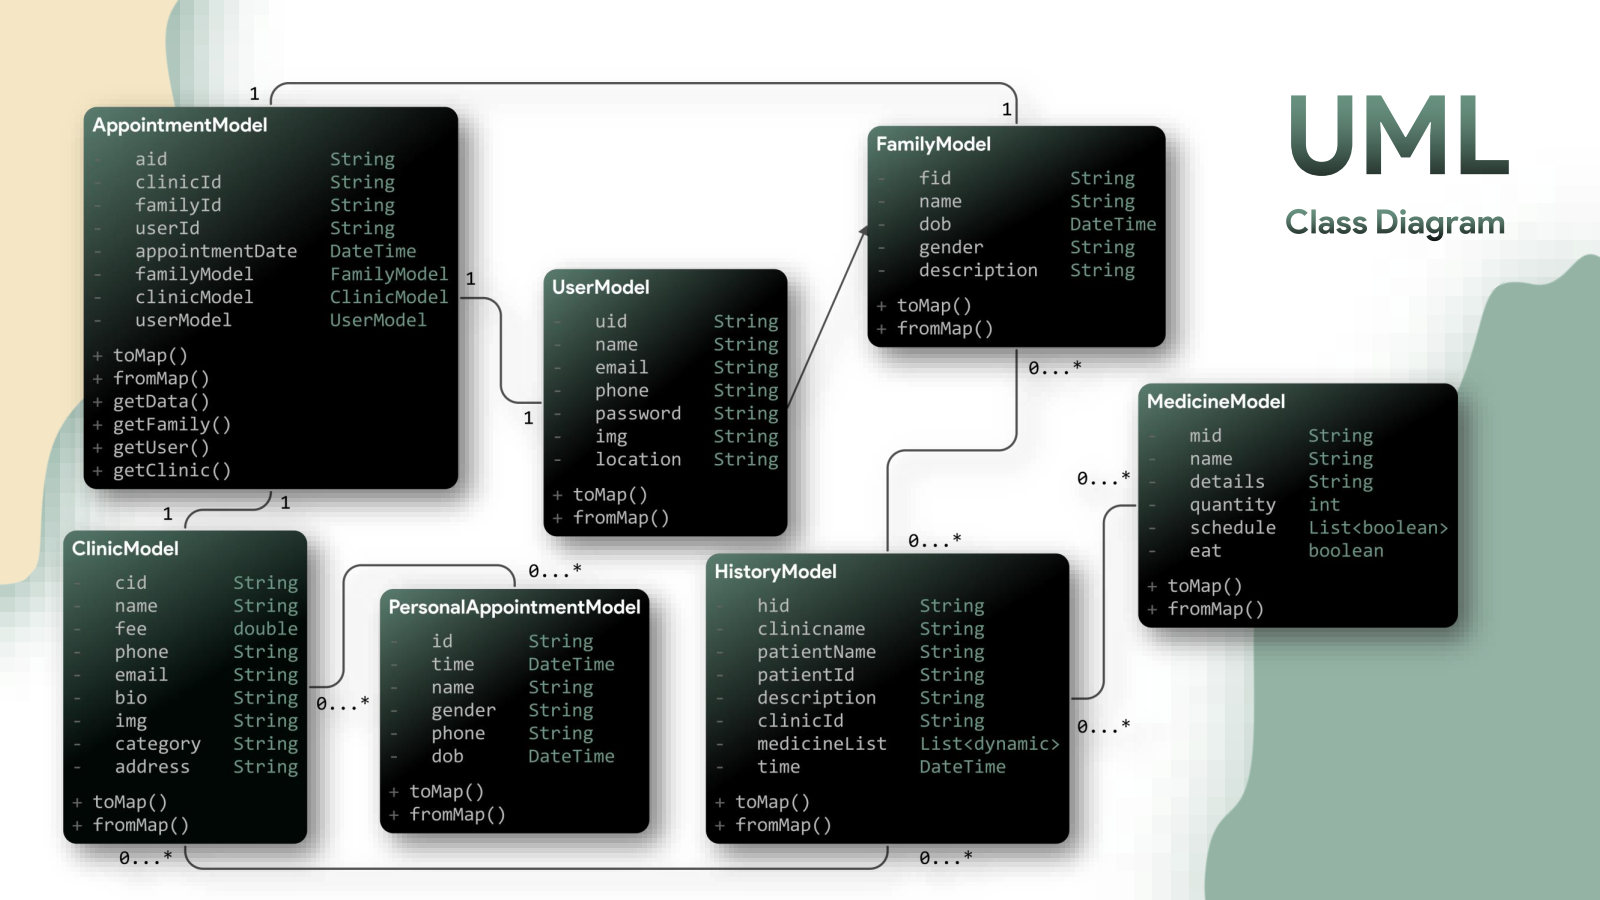 UML
Class Diagram
1
1
AppointmentModel
- aid String
- clinicId String
- familyId String
- userId String
- appointmentDate DateTime
- familyModel FamilyModel
- clinicModel ClinicModel
- userModel UserModel
+ toMap()
+ fromMap()
+ getData()
+ getFamily()
+ getUser()
+ getClinic()
1
1
UserModel
- uid String
- name String
- email String
- phone String
- password String
- img String
- location String
+ toMap()
+ fromMap()
FamilyModel
- fid String
- name String
- dob DateTime
- gender String
- description String
+ toMap()
+ fromMap()
0...*
0...*
MedicineModel
- mid String
- name String
- details String
- quantity int
- schedule List<boolean>
- eat boolean
+ toMap()
+ fromMap()
0...*
0...*
1
1
ClinicModel
- cid String
- name String
- fee double
- phone String
- email String
- bio String
- img String
- category String
- address String
+ toMap()
+ fromMap()
0...*
0...*
PersonalAppointmentModel
- id String
- time DateTime
- name String
- gender String
- phone String
- dob DateTime
+ toMap()
+ fromMap()
HistoryModel
- hid String
- clinicname String
- patientName String
- patientId String
- description String
- clinicId String
- medicineList List<dynamic>
- time DateTime
+ toMap()
+ fromMap()
0...*
0...*